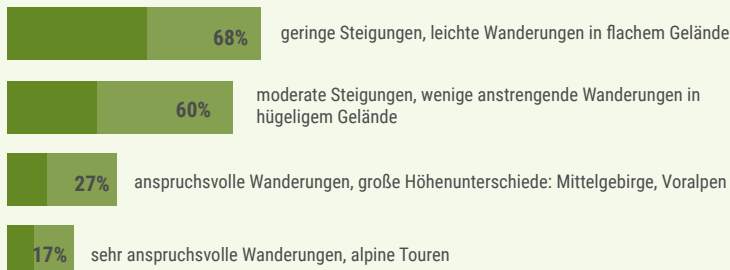 68% geringe Steigungen, leichte Wanderungen in flachem Gelände
60% moderate Steigungen, wenige anstrengende Wanderungen in
hügeligem Gelände
27% anspruchsvolle Wanderungen, große Höhenunterschiede: Mittelgebirge, Voralpen
17% sehr anspruchsvolle Wanderungen, alpine Touren